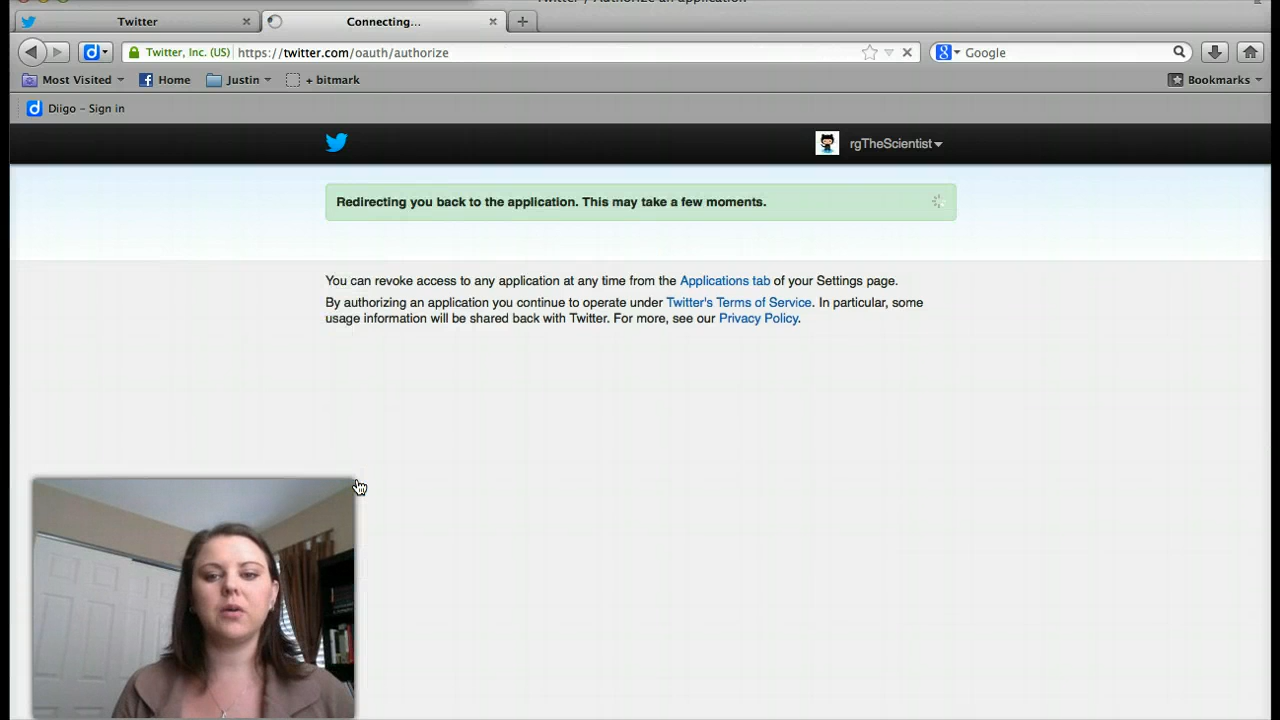 Twitter / Authorize an application
Twitter
Connecting...
Twitter, Inc. (US)
https://twitter.com/oauth/authorize
Google
Most Visited
Home
Justin
+ bitmark
Bookmarks
Diigo - Sign in
rgTheScientist
Redirecting you back to the application. This may take a few moments.
You can revoke access to any application at any time from the Applications tab of your Settings page.
By authorizing an application you continue to operate under Twitter's Terms of Service. In particular, some
usage information will be shared back with Twitter. For more, see our Privacy Policy.